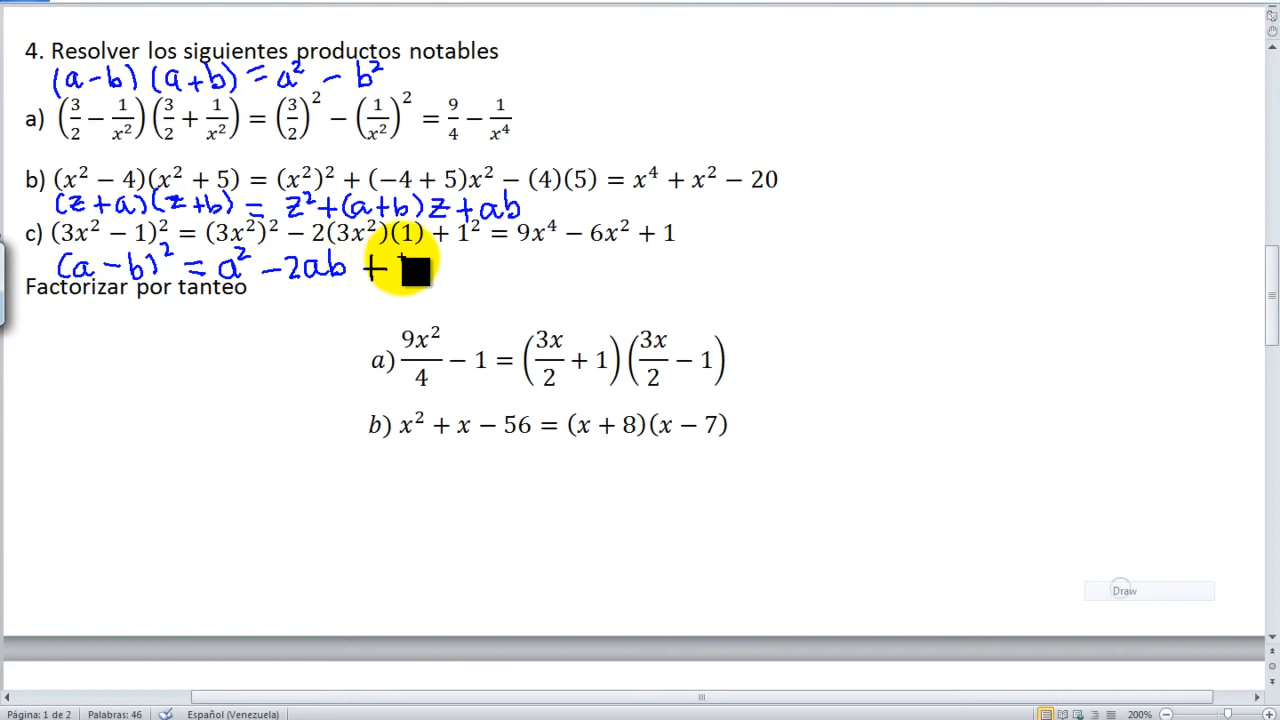 4. Resolver los siguientes productos notables
(a-b) (a+b) = a² - b²
a) (3/2 − 1/x²)(3/2 + 1/x²) = (3/2)² − (1/x²)² = 9/4 − 1/x⁴
b) (x² − 4)(x² + 5) = (x²)² + (−4 + 5)x² − (4)(5) = x⁴ + x² − 20
(z+a)(z+b) = z²+(a+b)z+ab
c) (3x² − 1)² = (3x²)² − 2(3x²)(1) + 1² = 9x⁴ − 6x² + 1
(a-b)² = a² -2ab +
Factorizar por tanteo
a) 9x²/4 − 1 = (3x/2 + 1)(3x/2 − 1)
b) x² + x − 56 = (x + 8)(x − 7)
Draw
Página: 1 de 2 Palabras: 46 Español (Venezuela) 200%